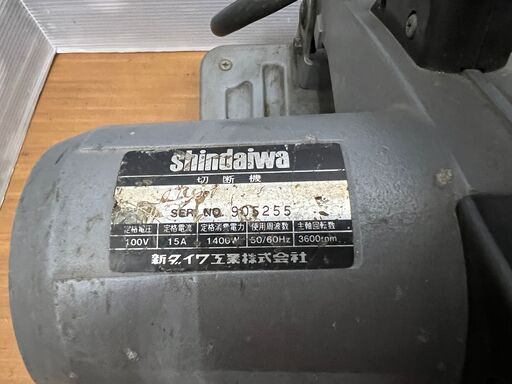 shindaiwa
切断機
SER. NO. 905255
定格電圧 定格電流 定格消費電力 使用周波数 主軸回転数
100V 15A 1400W 50/60Hz 3600rpm
新ダイワ工業株式会社